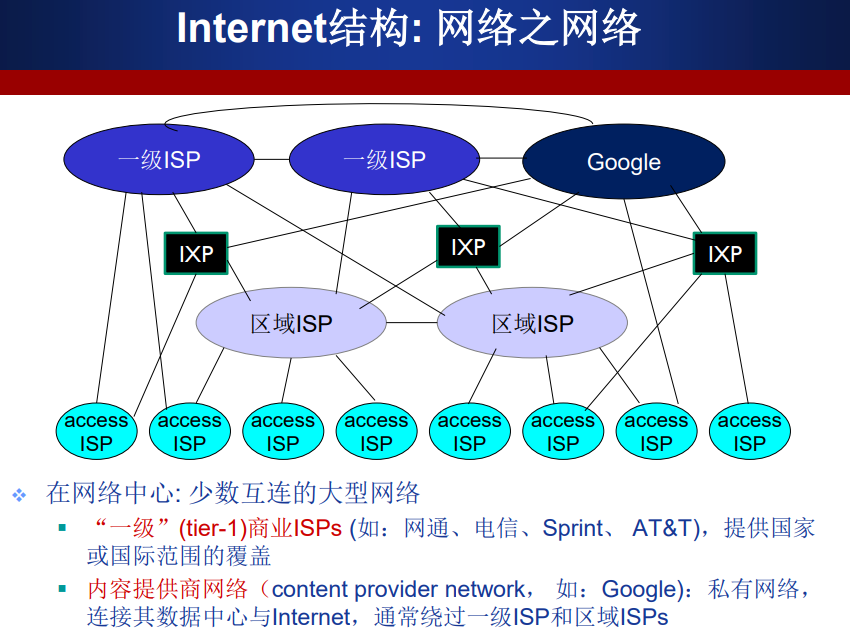 Internet结构: 网络之网络
一级ISP
一级ISP
Google
IXP
IXP
IXP
区域ISP
区域ISP
access
ISP
access
ISP
access
ISP
access
ISP
access
ISP
access
ISP
access
ISP
access
ISP
在网络中心: 少数互连的大型网络
“一级”(tier-1)商业ISPs (如：网通、电信、Sprint、 AT&T)，提供国家
或国际范围的覆盖
内容提供商网络（content provider network， 如：Google)：私有网络，
连接其数据中心与Internet，通常绕过一级ISP和区域ISPs